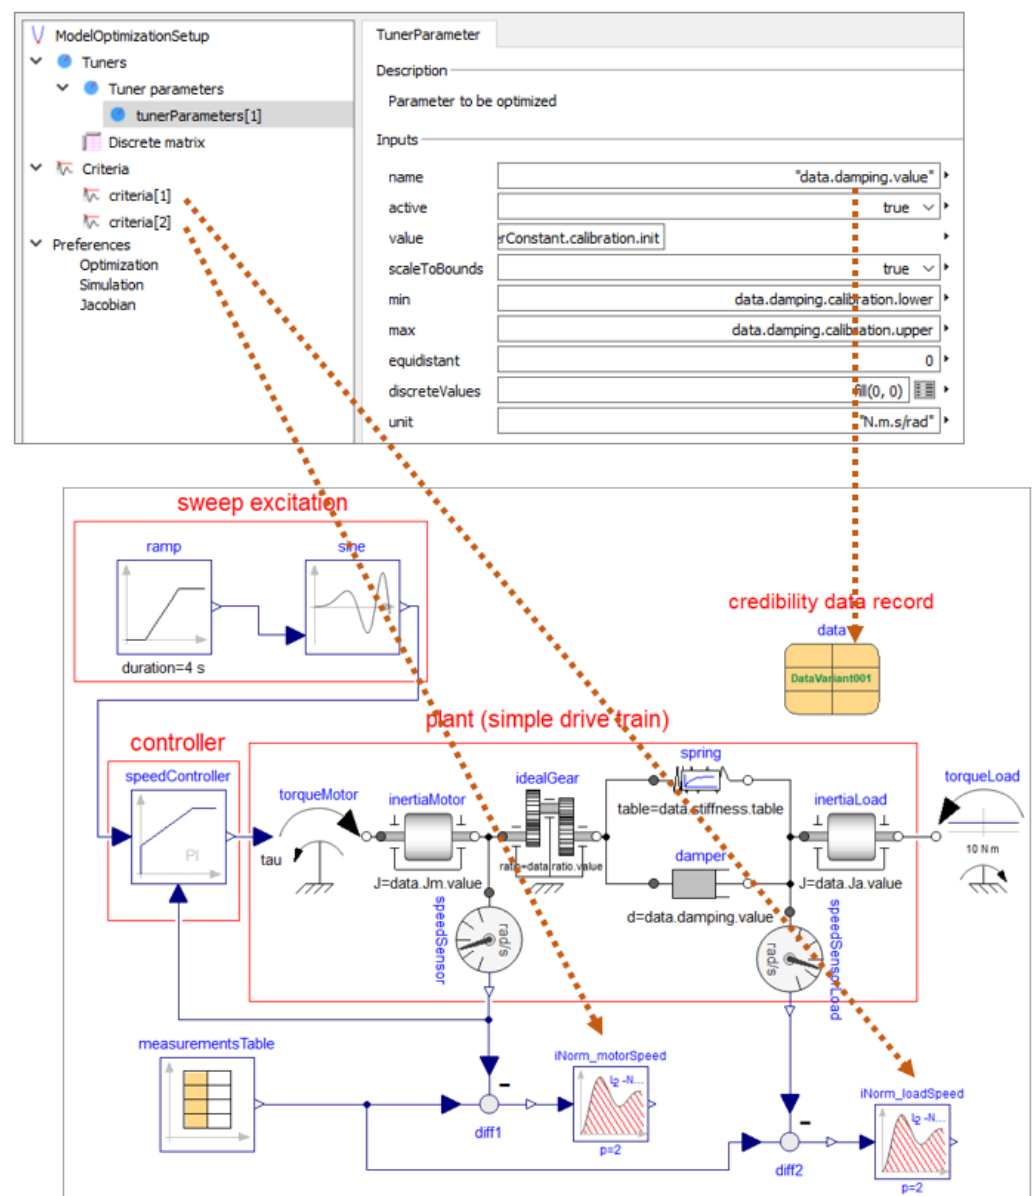 ModelOptimizationSetup
Tuners
Tuner parameters
tunerParameters[1]
Discrete matrix
Criteria
criteria[1]
criteria[2]
Preferences
Optimization
Simulation
Jacobian
TunerParameter
Description
Parameter to be optimized
Inputs
name "data.damping.value"
active true
value erConstant.calibration.init
scaleToBounds true
min data.damping.calibration.lower
max data.damping.calibration.upper
equidistant 0
discreteValues fill(0, 0)
unit "N.m.s/rad"
sweep excitation
ramp
sine
duration=4 s
credibility data record
data
DataVariant001
plant (simple drive train)
controller
speedController
PI
torqueMotor
tau
inertiaMotor
J=data.Jm.value
idealGear
ratio=data.ratio.value
spring
table=data.stiffness.table
damper
d=data.damping.value
inertiaLoad
J=data.Ja.value
torqueLoad
10 N m
speedSensor
rad/s
speedSensorLoad
rad/s
measurementsTable
diff1
-
iNorm_motorSpeed
L2 -N...
p=2
diff2
-
iNorm_loadSpeed
L2 -N...
p=2